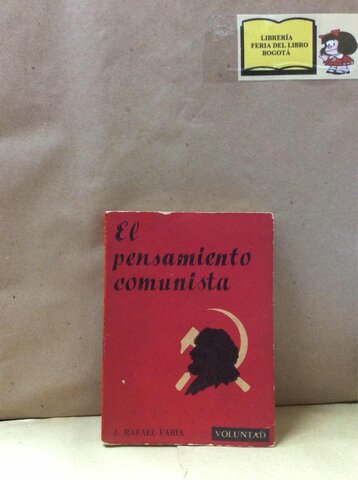 LIBRERÍA
FERIA DEL LIBRO
BOGOTÁ
El
pensamiento
comunista
J. RAFAEL FARIA
VOLUNTAD